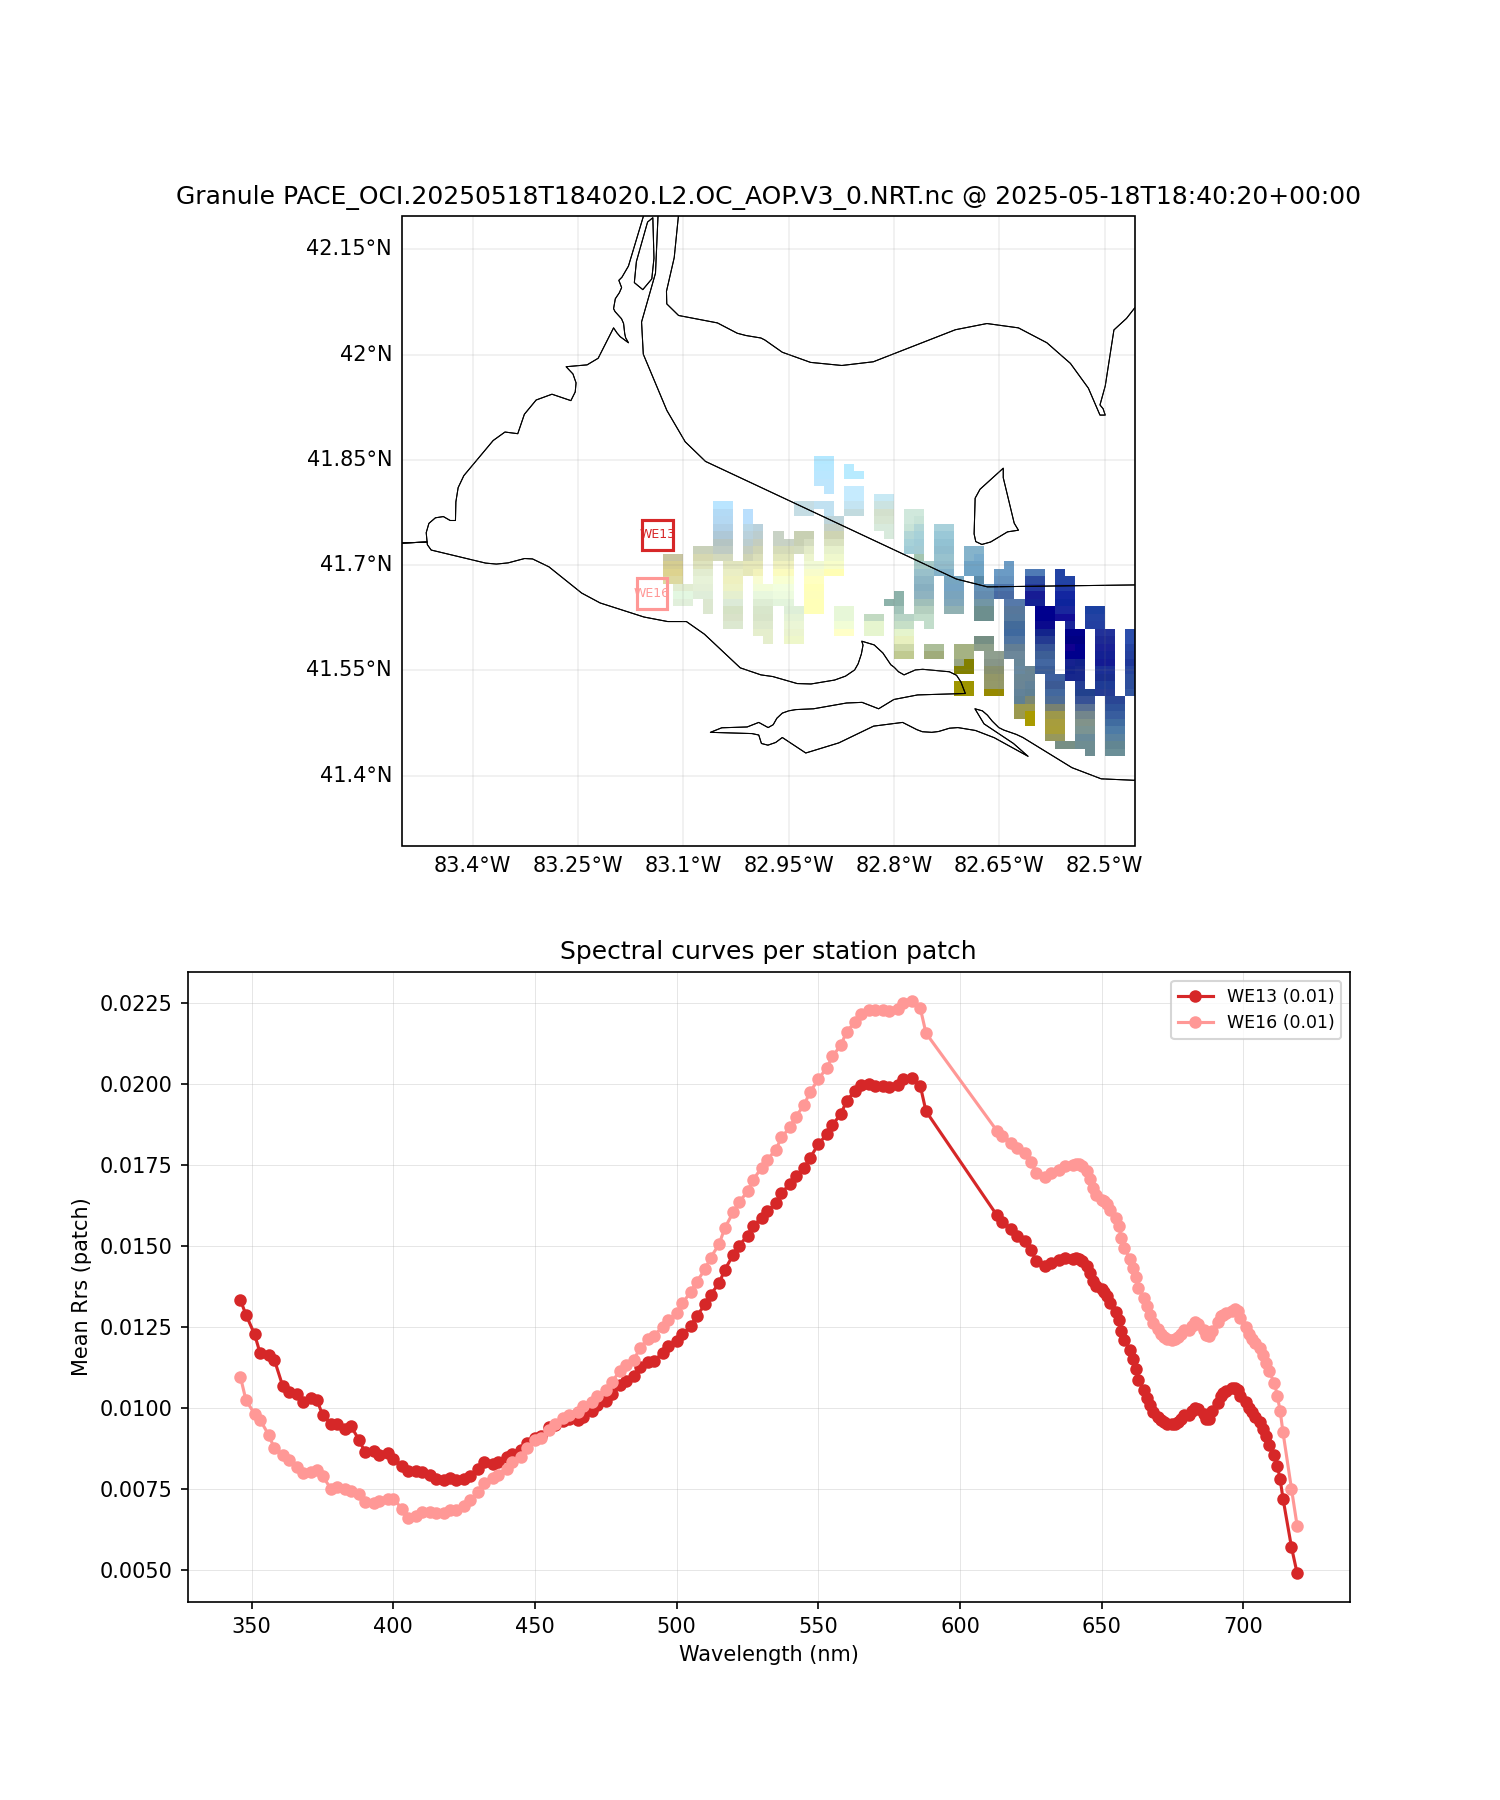 Granule PACE_OCI.20250518T184020.L2.OC_AOP.V3_0.NRT.nc @ 2025-05-18T18:40:20+00:00
42.15°N
42°N
41.85°N
41.7°N
41.55°N
41.4°N
WE13
WE16
83.4°W 83.25°W 83.1°W 82.95°W 82.8°W 82.65°W 82.5°W
Spectral curves per station patch
WE13 (0.01)
WE16 (0.01)
Mean Rrs (patch)
0.0225
0.0200
0.0175
0.0150
0.0125
0.0100
0.0075
0.0050
350 400 450 500 550 600 650 700
Wavelength (nm)